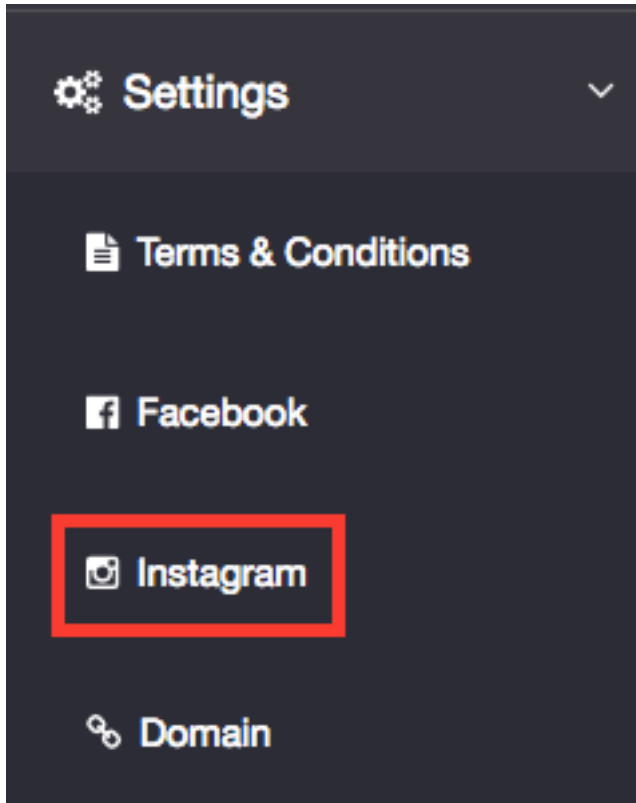 Settings
Terms & Conditions
Facebook
Instagram
Domain